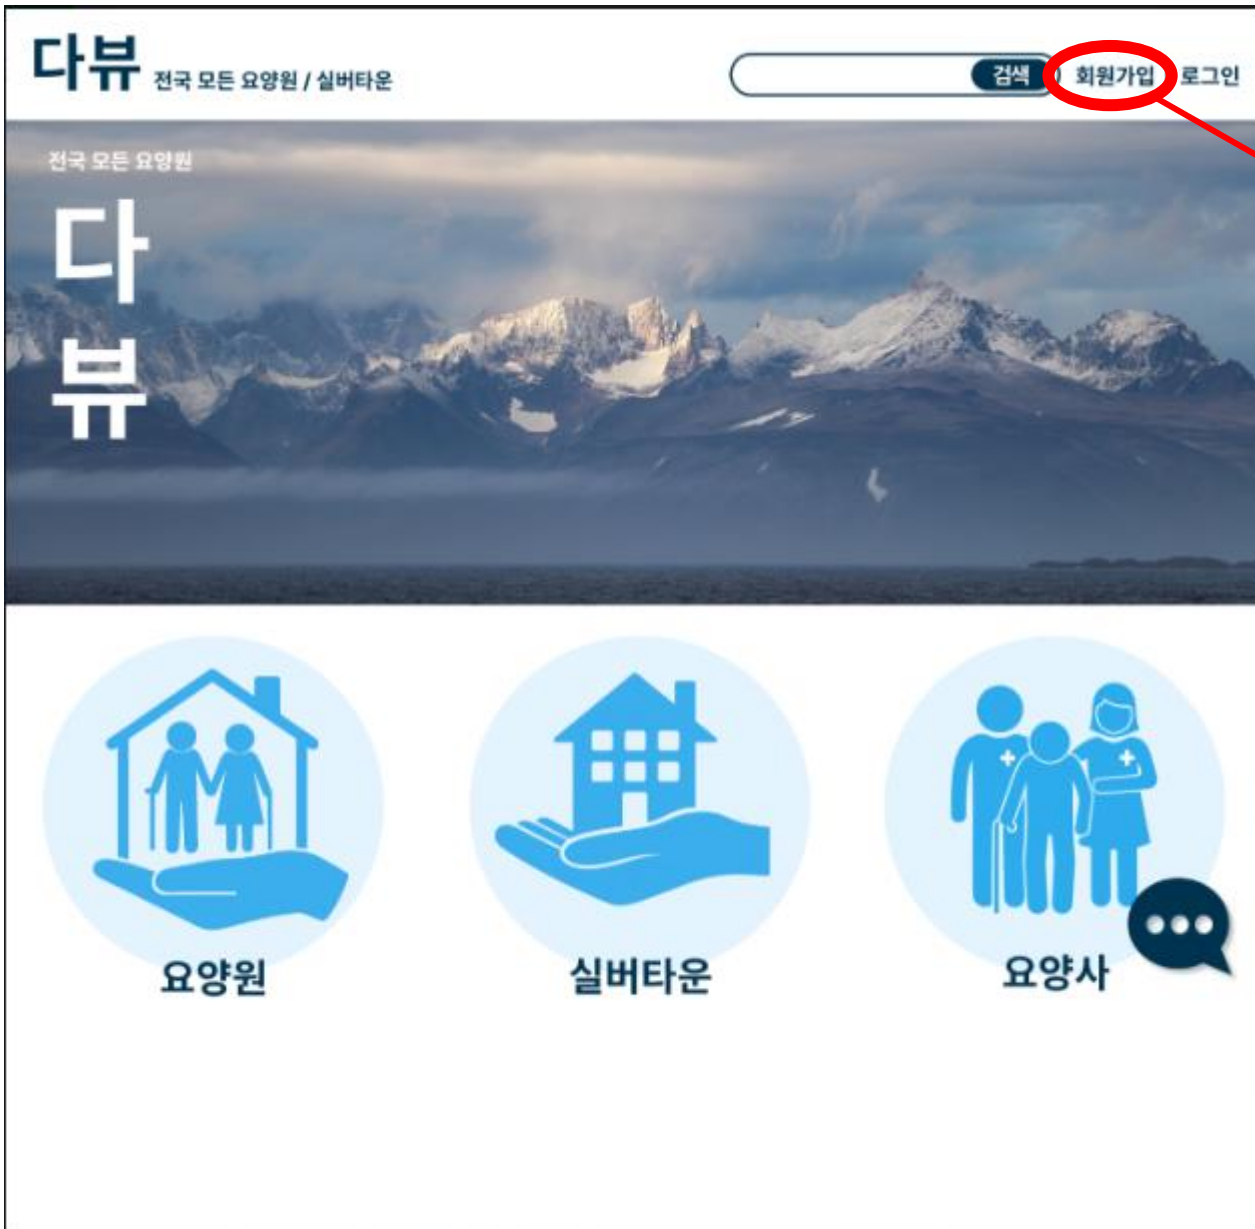 다뷰 전국 모든 요양원 / 실버타운
검색 회원가입 로그인
전국 모든 요양원
다
뷰
요양원 실버타운 요양사